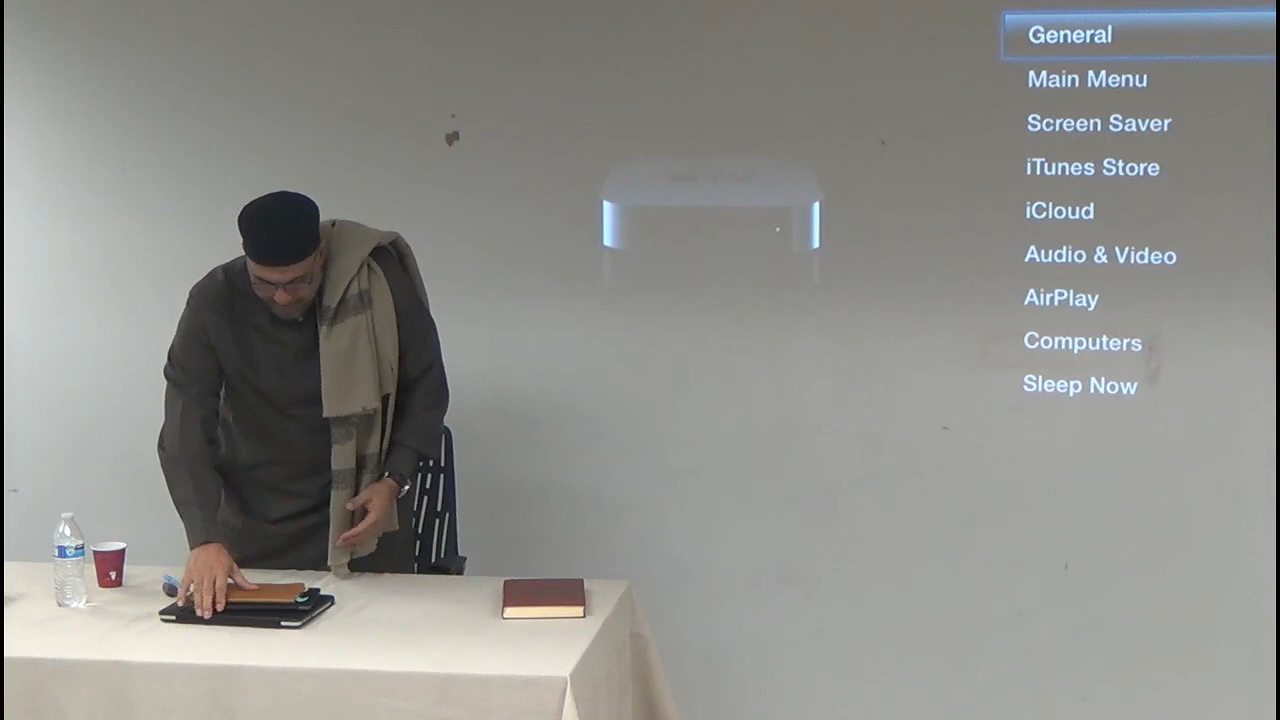 General
Main Menu
Screen Saver
iTunes Store
iCloud
Audio & Video
AirPlay
Computers
Sleep Now